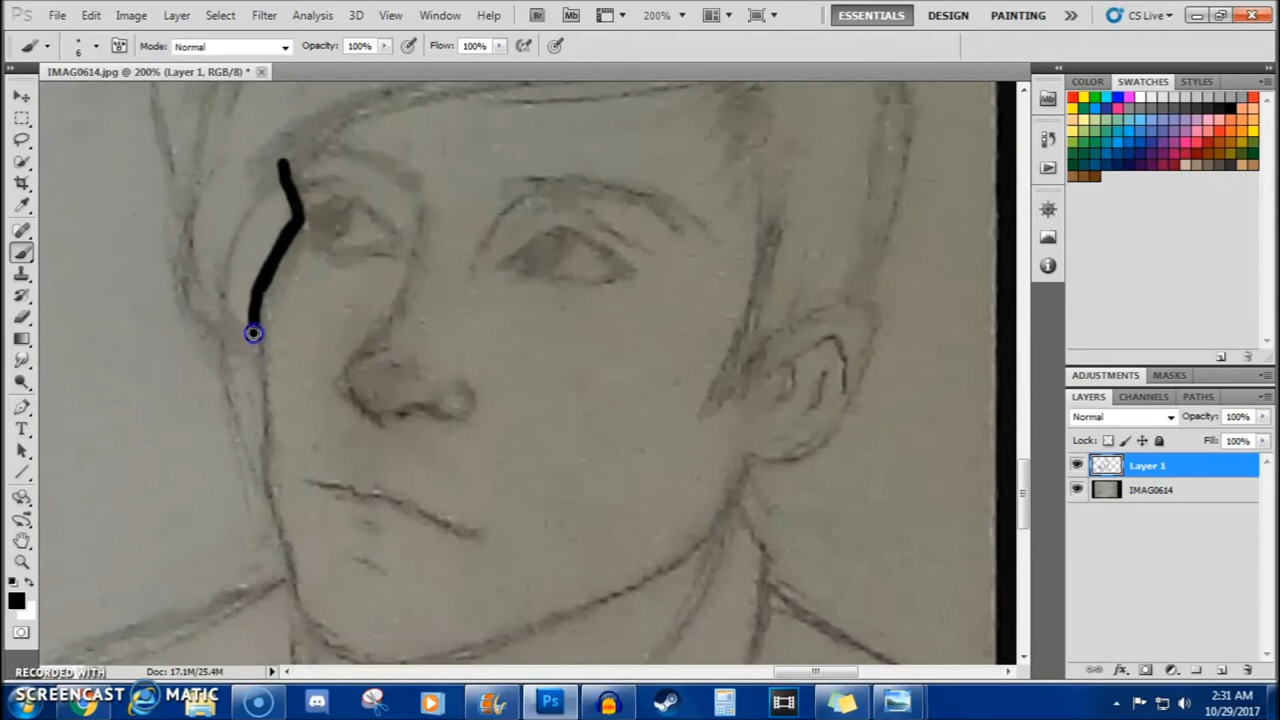 Ps File Edit Image Layer Select Filter Analysis 3D View Window Help Br Mb 200% ESSENTIALS DESIGN PAINTING CS Live
6 Mode: Normal Opacity: 100% Flow: 100%
IMAG0614.jpg @ 200% (Layer 1, RGB/8) *
COLOR SWATCHES STYLES
Mb
ADJUSTMENTS MASKS
LAYERS CHANNELS PATHS
Normal Opacity: 100%
Lock: Fill: 100%
Layer 1
IMAG0614
T
RECORDED WITH
Doc: 17.1M/25.4M
SCREENCAST MATIC
Ps
2:31 AM
10/29/2017